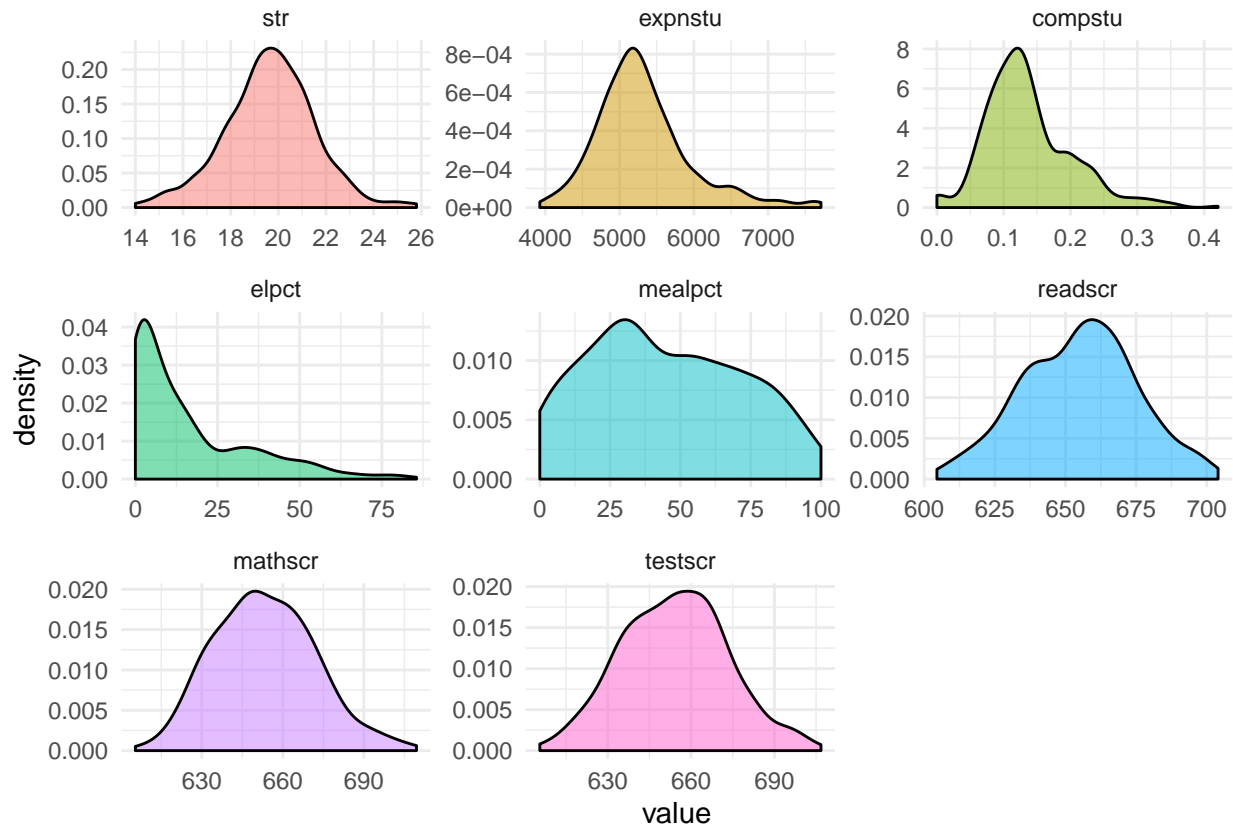 str
expnstu
compstu
0.20
0.15
0.10
0.05
0.00
14 16 18 20 22 24 26
8e−04
6e−04
4e−04
2e−04
0e+00
4000 5000 6000 7000
8
6
4
2
0
0.0 0.1 0.2 0.3 0.4
elpct
mealpct
readscr
density
0.04
0.03
0.02
0.01
0.00
0 25 50 75
0.010
0.005
0.000
0 25 50 75 100
0.020
0.015
0.010
0.005
0.000
600 625 650 675 700
mathscr
testscr
0.020
0.015
0.010
0.005
0.000
630 660 690
0.020
0.015
0.010
0.005
0.000
630 660 690
value